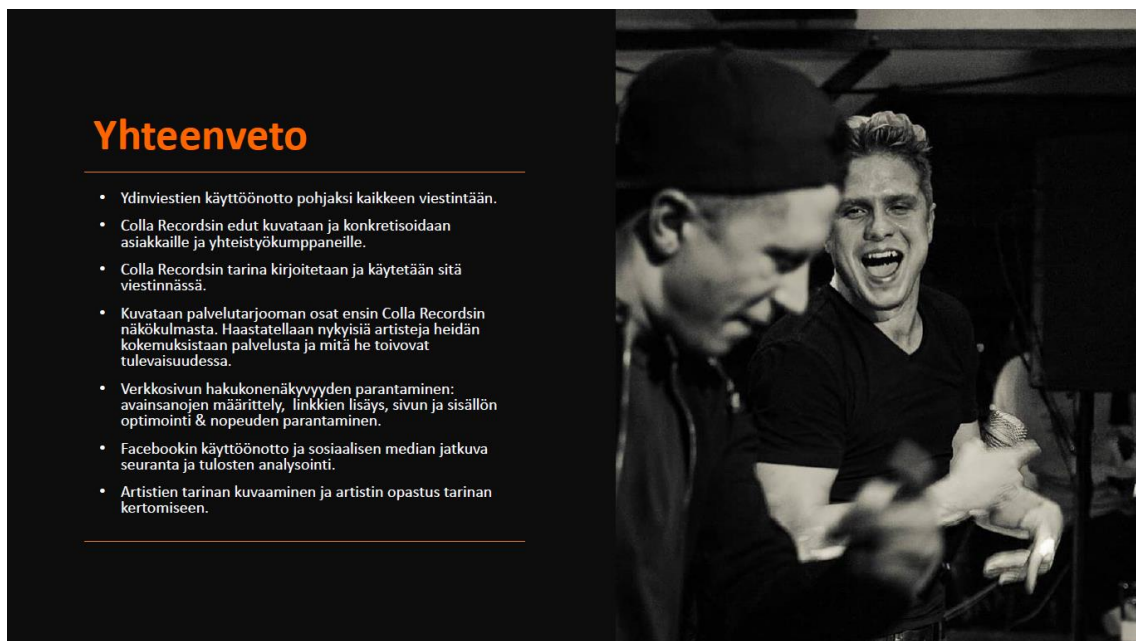 Yhteenveto
• Ydinviestien käyttöönotto pohjaksi kaikkeen viestintään.
• Colla Recordsin edut kuvataan ja konkretisoidaan
asiakkaille ja yhteistyökumppaneille.
• Colla Recordsin tarina kirjoitetaan ja käytetään sitä
viestinnässä.
• Kuvataan palvelutarjooman osat ensin Colla Recordsin
näkökulmasta. Haastatellaan nykyisiä artisteja heidän
kokemuksistaan palvelusta ja mitä he toivovat
tulevaisuudessa.
• Verkkosivun hakukonenäkyvyyden parantaminen:
avainsanojen määrittely, linkkien lisäys, sivun ja sisällön
optimointi & nopeuden parantaminen.
• Facebookin käyttöönotto ja sosiaalisen median jatkuva
seuranta ja tulosten analysointi.
• Artistien tarinan kuvaaminen ja artistin opastus tarinan
kertomiseen.